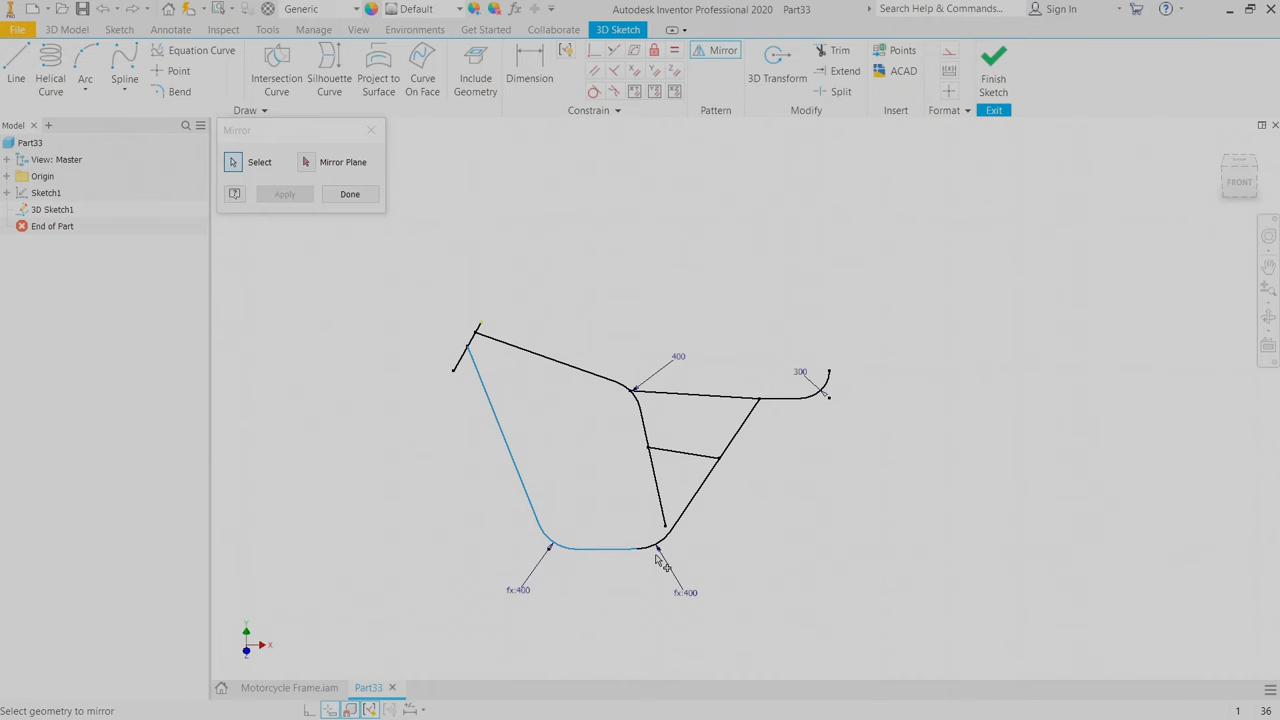 Generic
Default
Autodesk Inventor Professional 2020 Part33
Search Help & Commands...
Sign In
File 3D Model Sketch Annotate Inspect Tools Manage View Environments Get Started Collaborate 3D Sketch
Line
Helical Curve
Arc
Spline
Equation Curve
Point
Bend
Draw
Intersection Curve
Silhouette Curve
Project to Surface
Curve On Face
Include Geometry
Dimension
Constrain
Mirror
Pattern
3D Transform
Trim
Extend
Split
Modify
Points
ACAD
Insert
Format
Finish Sketch
Exit
Model
Part33
View: Master
Origin
Sketch1
3D Sketch1
End of Part
Mirror
Select
Mirror Plane
Apply
Done
FRONT
400
300
fx:400
fx:400
Y
X
Z
Motorcycle Frame.iam
Part33
Select geometry to mirror
1 36